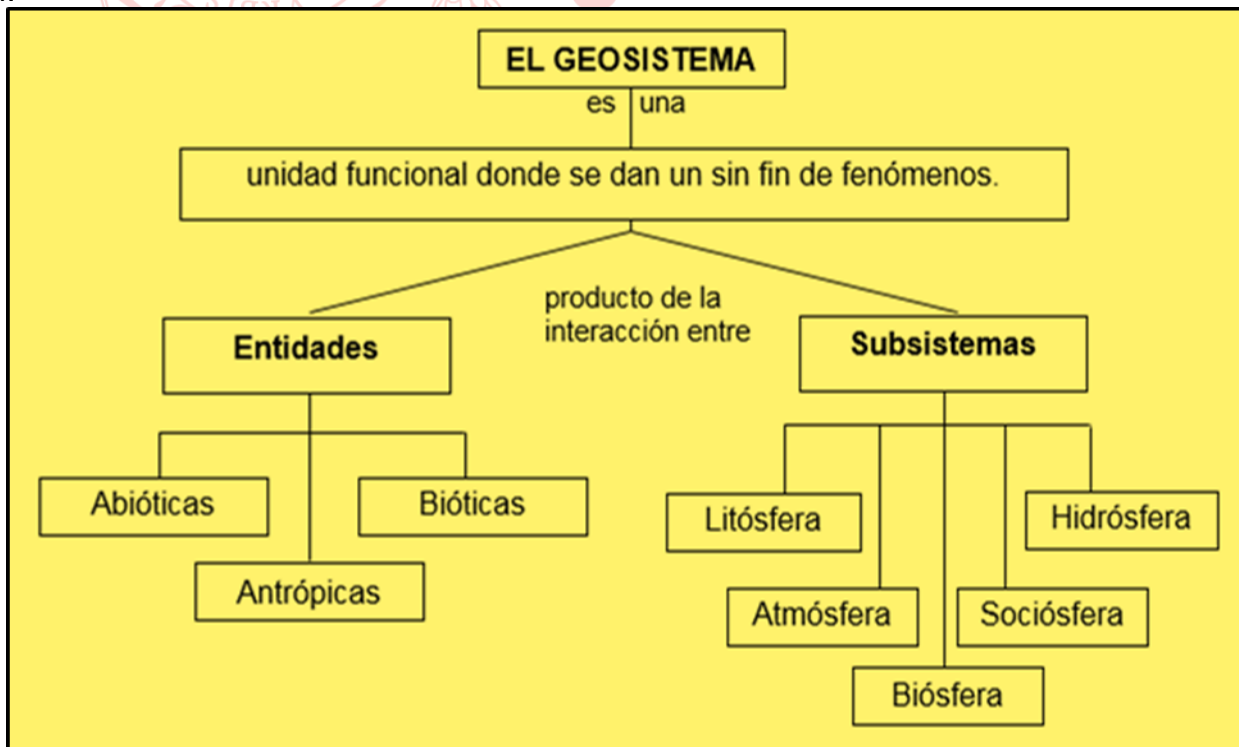 EL GEOSISTEMA
es una
unidad funcional donde se dan un sin fin de fenómenos.
producto de la
interacción entre
Entidades
Subsistemas
Abióticas
Bióticas
Antrópicas
Litósfera
Hidrósfera
Atmósfera
Sociósfera
Biósfera